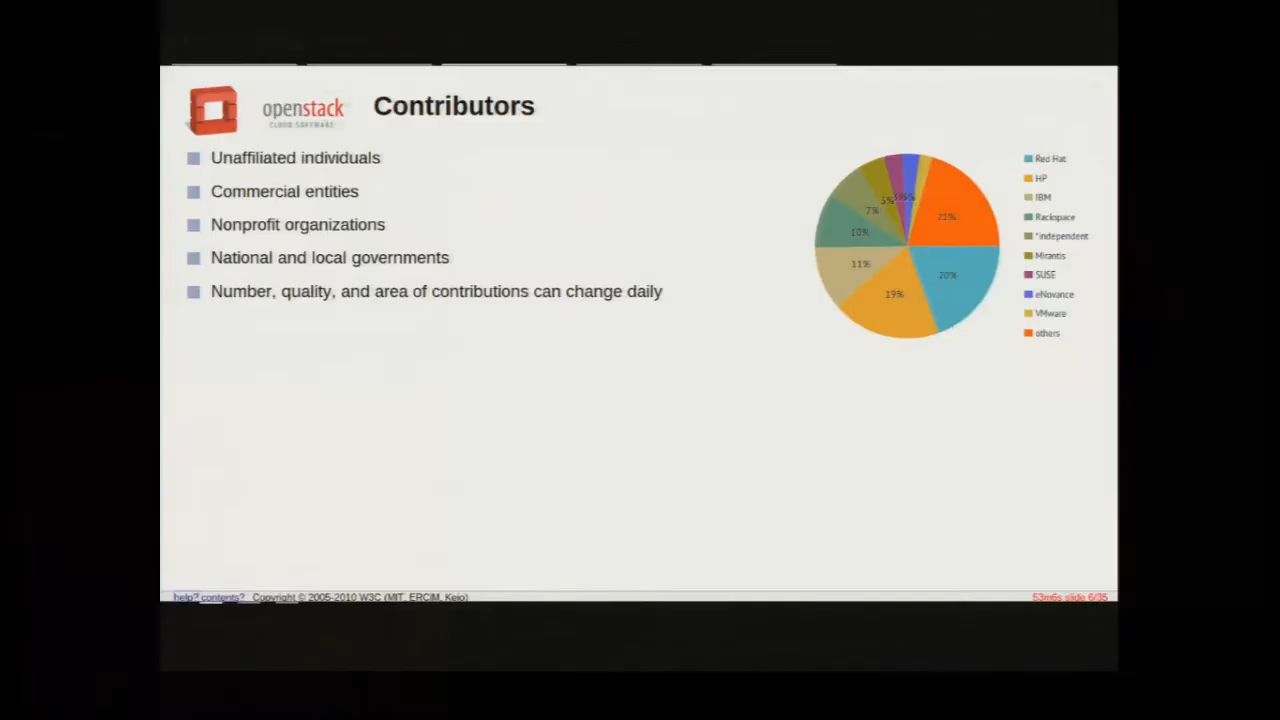 openstack
CLOUD SOFTWARE
Contributors
Unaffiliated individuals
Commercial entities
Nonprofit organizations
National and local governments
Number, quality, and area of contributions can change daily
21%
20%
19%
11%
10%
7%
5%
Red Hat
HP
IBM
Rackspace
*independent
Mirantis
SUSE
eNovance
VMware
others
help? contents? Copyright © 2005-2010 W3C (MIT, ERCIM, Keio)
53m6s slide 6/35